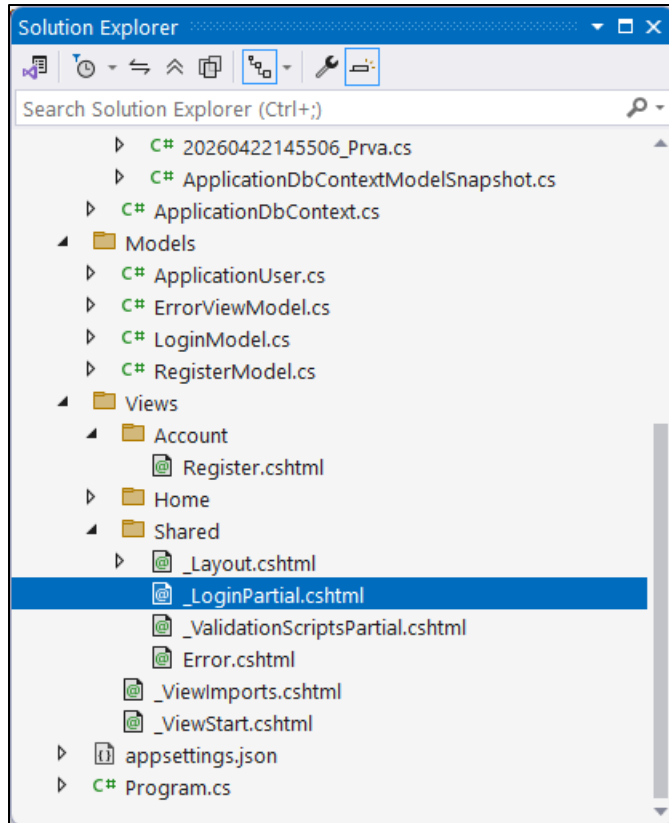 Solution Explorer
Search Solution Explorer (Ctrl+;)
C# 20260422145506_Prva.cs
C# ApplicationDbContextModelSnapshot.cs
C# ApplicationDbContext.cs
Models
C# ApplicationUser.cs
C# ErrorViewModel.cs
C# LoginModel.cs
C# RegisterModel.cs
Views
Account
@ Register.cshtml
Home
Shared
@ _Layout.cshtml
@ _LoginPartial.cshtml
@ _ValidationScriptsPartial.cshtml
@ Error.cshtml
@ _ViewImports.cshtml
@ _ViewStart.cshtml
appsettings.json
C# Program.cs